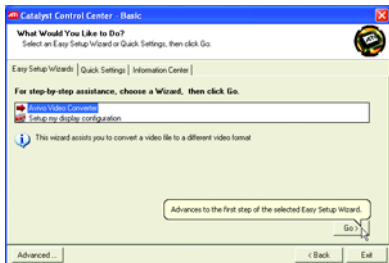 Catalyst Control Center - Basic
What Would You Like to Do?
Select an Easy Setup Wizard or Quick Settings, then click Go.
Easy Setup Wizards Quick Settings Information Center
For step-by-step assistance, choose a Wizard, then click Go.
Avivo Video Converter
Setup my display configuration
This wizard assists you to convert a video file to a different video format
Advances to the first step of the selected Easy Setup Wizard.
Go >
Advanced ... < Back Exit